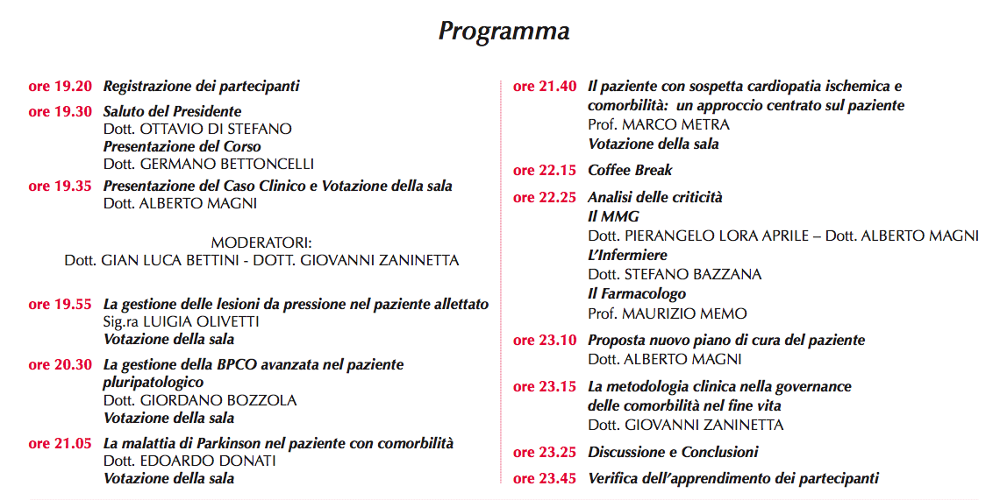 Programma
ore 19.20 Registrazione dei partecipanti
ore 19.30 Saluto del Presidente
Dott. OTTAVIO DI STEFANO
Presentazione del Corso
Dott. GERMANO BETTONCELLI
ore 19.35 Presentazione del Caso Clinico e Votazione della sala
Dott. ALBERTO MAGNI
MODERATORI:
Dott. GIAN LUCA BETTINI - DOTT. GIOVANNI ZANINETTA
ore 19.55 La gestione delle lesioni da pressione nel paziente allettato
Sig.ra LUIGIA OLIVETTI
Votazione della sala
ore 20.30 La gestione della BPCO avanzata nel paziente
pluripatologico
Dott. GIORDANO BOZZOLA
Votazione della sala
ore 21.05 La malattia di Parkinson nel paziente con comorbilità
Dott. EDOARDO DONATI
Votazione della sala
ore 21.40 Il paziente con sospetta cardiopatia ischemica e
comorbilità: un approccio centrato sul paziente
Prof. MARCO METRA
Votazione della sala
ore 22.15 Coffee Break
ore 22.25 Analisi delle criticità
Il MMG
Dott. PIERANGELO LORA APRILE – Dott. ALBERTO MAGNI
L’Infermiere
Dott. STEFANO BAZZANA
Il Farmacologo
Prof. MAURIZIO MEMO
ore 23.10 Proposta nuovo piano di cura del paziente
Dott. ALBERTO MAGNI
ore 23.15 La metodologia clinica nella governance
delle comorbilità nel fine vita
Dott. GIOVANNI ZANINETTA
ore 23.25 Discussione e Conclusioni
ore 23.45 Verifica dell’apprendimento dei partecipanti